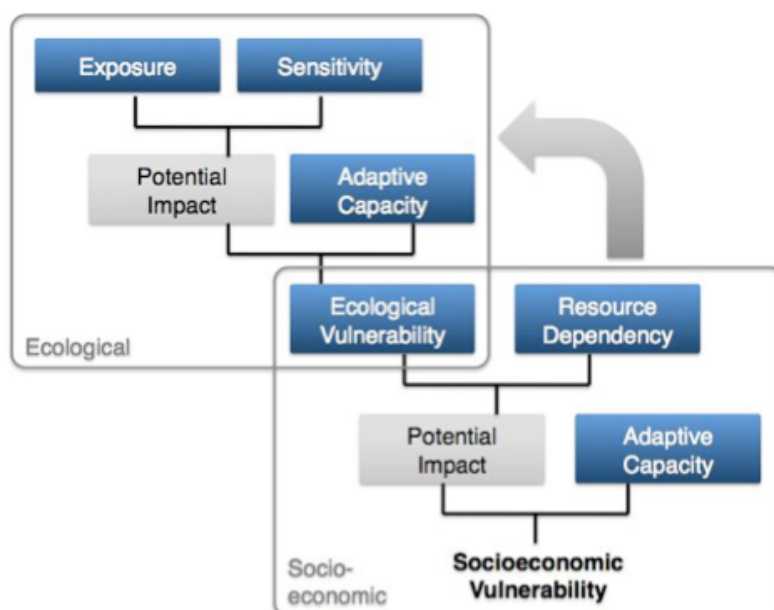 Exposure
Sensitivity
Potential
Impact
Adaptive
Capacity
Ecological
Vulnerability
Resource
Dependency
Ecological
Potential
Impact
Adaptive
Capacity
Socioeconomic
Vulnerability
Socio-
economic